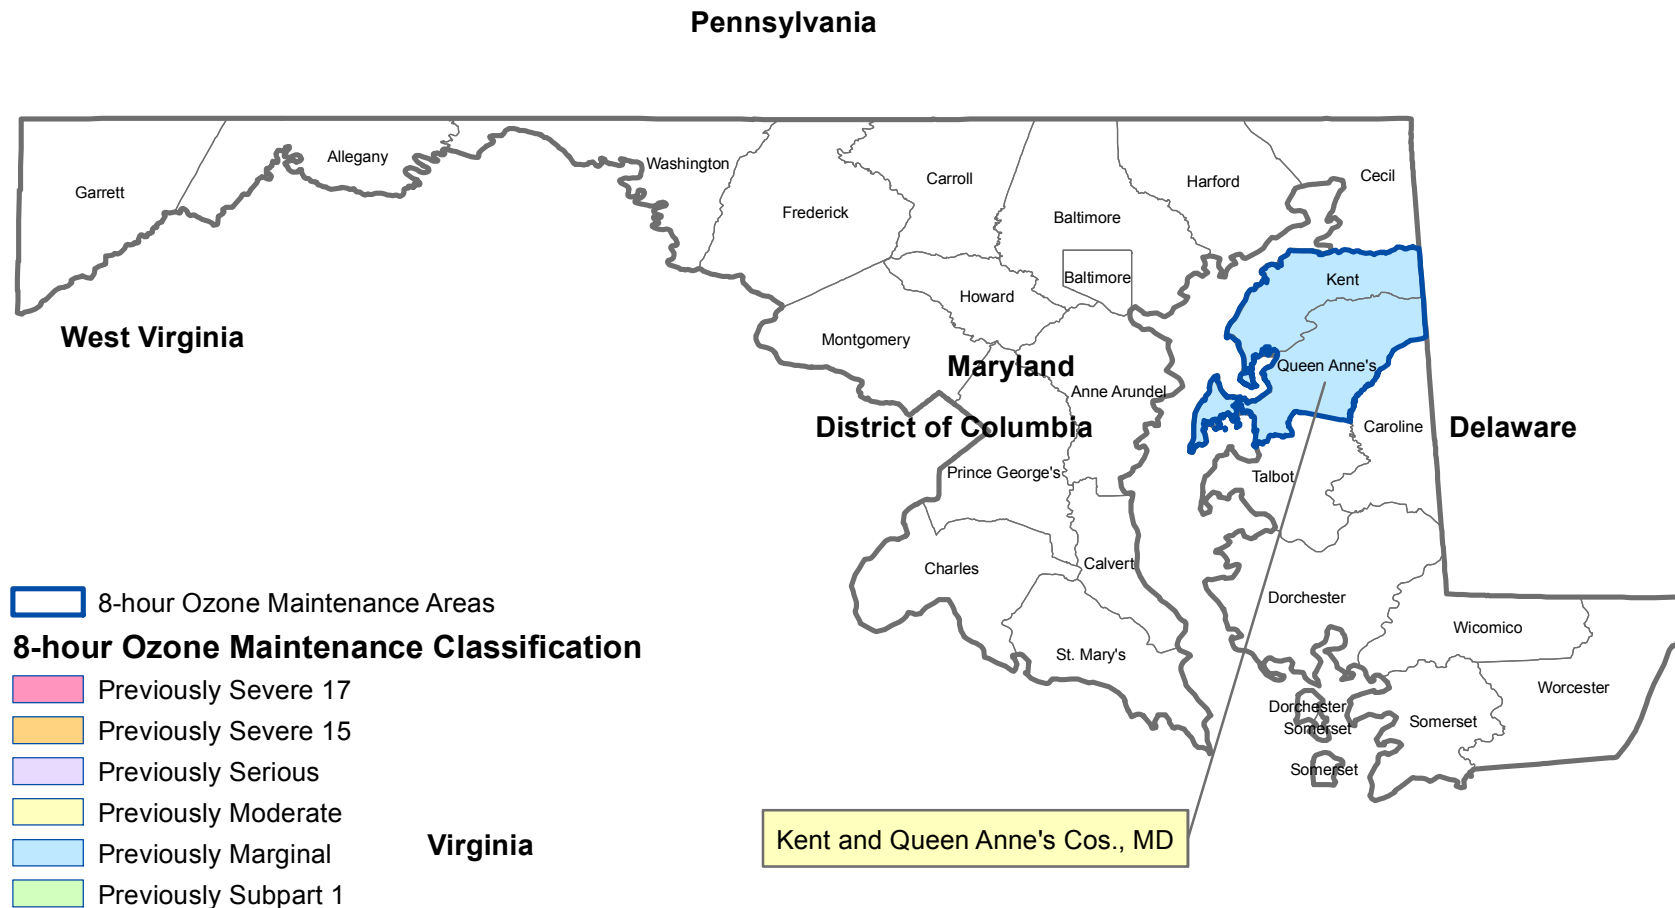 Pennsylvania
Garrett
Allegany
Washington
Frederick
Carroll
Baltimore
Harford
Cecil
Baltimore
Howard
Montgomery
Kent
Queen Anne's
West Virginia
Maryland
Anne Arundel
District of Columbia
Caroline
Delaware
Prince George's
Talbot
Charles
Calvert
Dorchester
Wicomico
St. Mary's
Worcester
Dorchester
Somerset
Somerset
Somerset
8-hour Ozone Maintenance Areas
8-hour Ozone Maintenance Classification
Previously Severe 17
Previously Severe 15
Previously Serious
Previously Moderate
Previously Marginal
Previously Subpart 1
Virginia
Kent and Queen Anne's Cos., MD